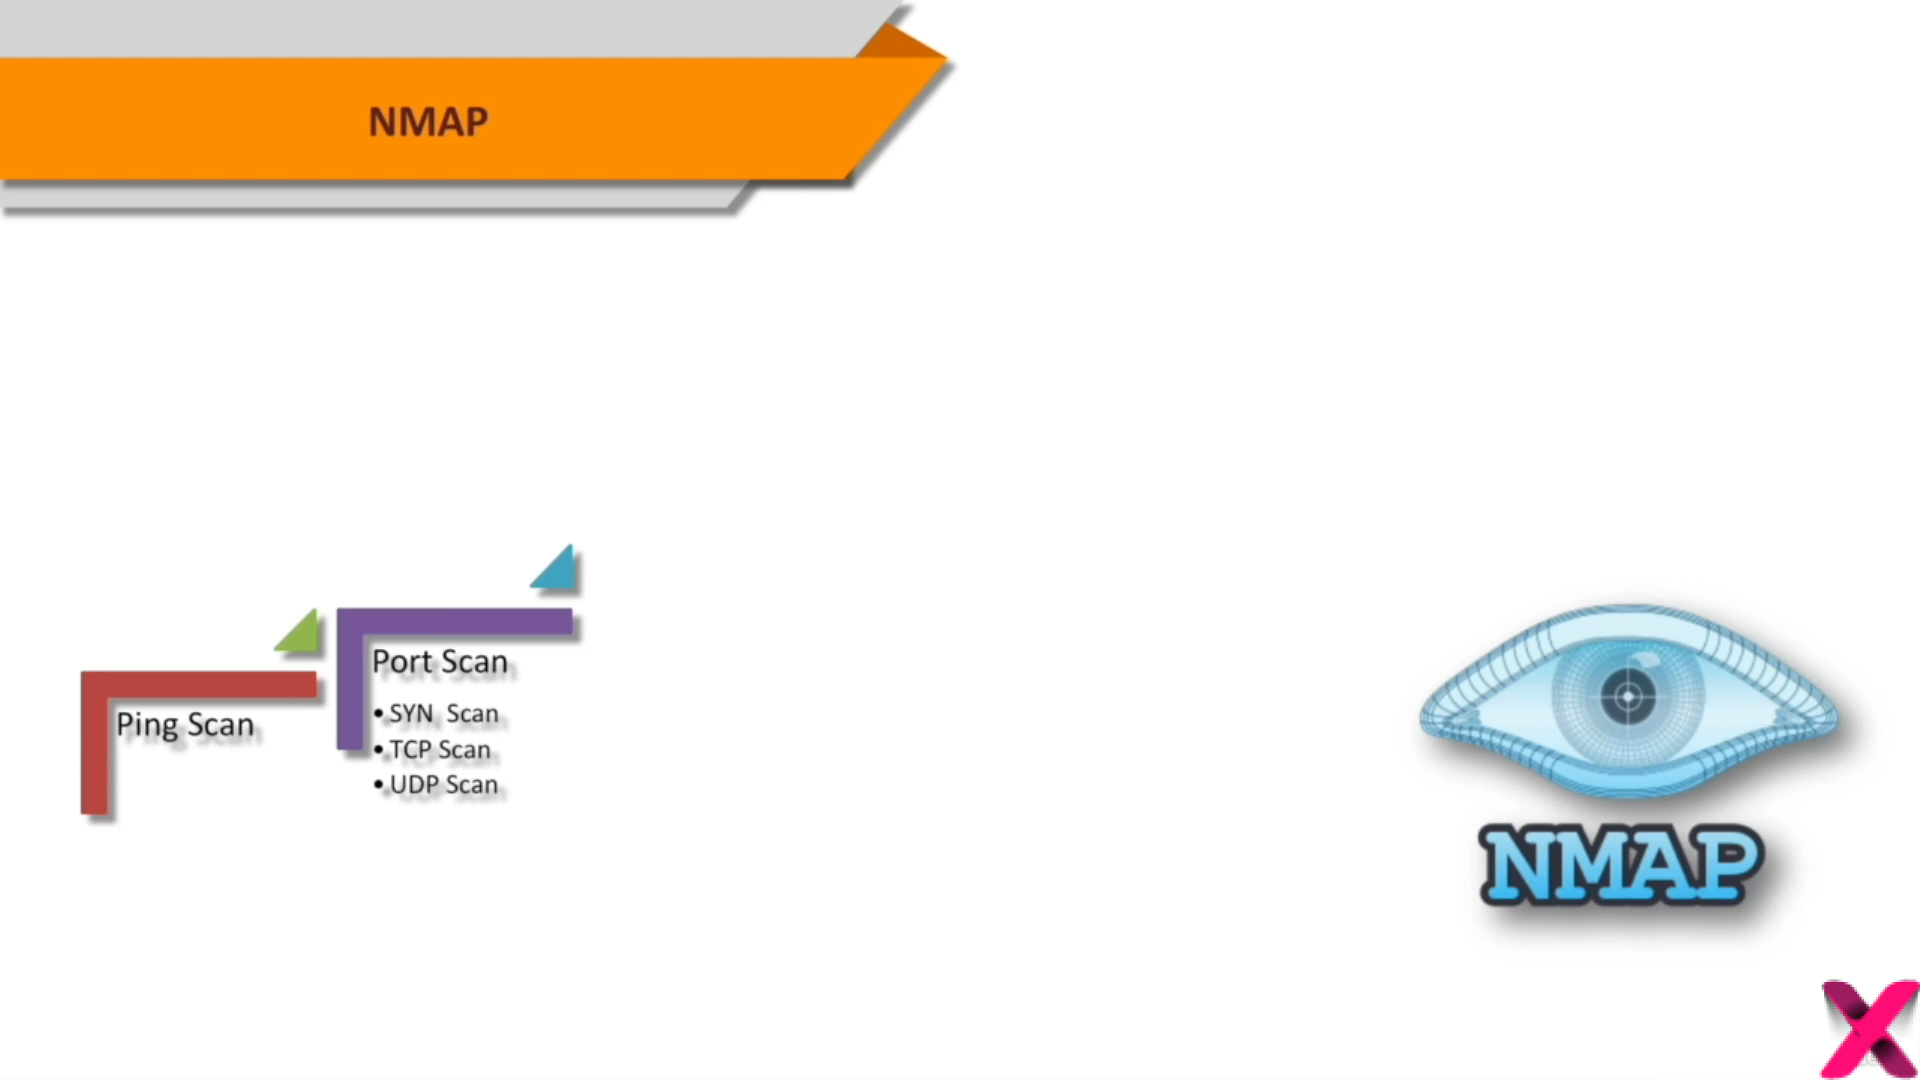 NMAP
Ping Scan
Port Scan
•SYN  Scan
•TCP Scan
•UDP Scan
NMAP